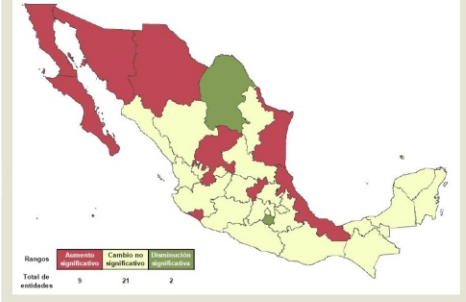 Rangos
Aumento significativo
Cambio no significativo
Disminución significativa
Total de entidades
9 21 2